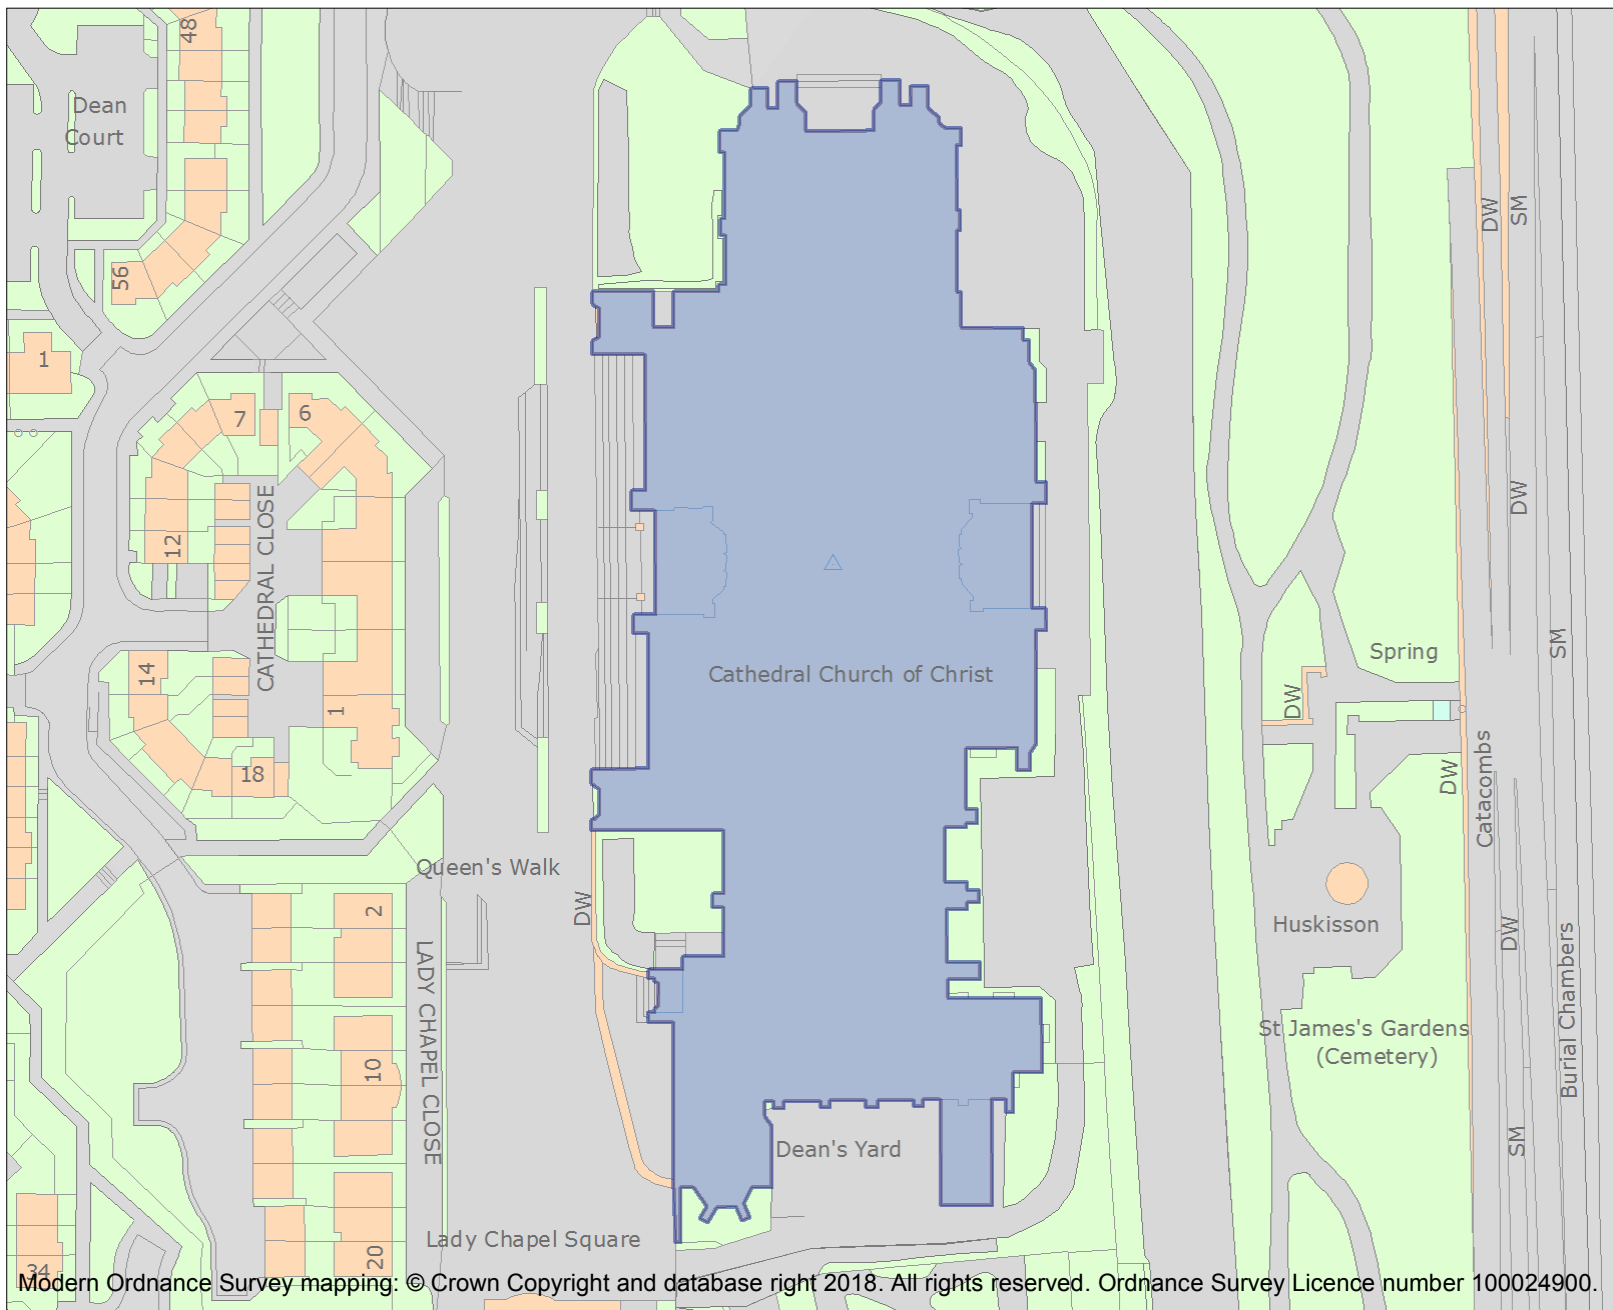 48
Dean
Court
56
1
DW
SM
7
6
12
CATHEDRAL CLOSE
DW
14
1
18
Cathedral Church of Christ
Spring
DW
SM
DW
Catacombs
Queen's Walk
DW
2
LADY CHAPEL CLOSE
10
20
34
Huskisson
DW
Burial Chambers
St James's Gardens
(Cemetery)
SM
Dean's Yard
Lady Chapel Square
Modern Ordnance Survey mapping: © Crown Copyright and database right 2018. All rights reserved. Ordnance Survey Licence number 100024900.